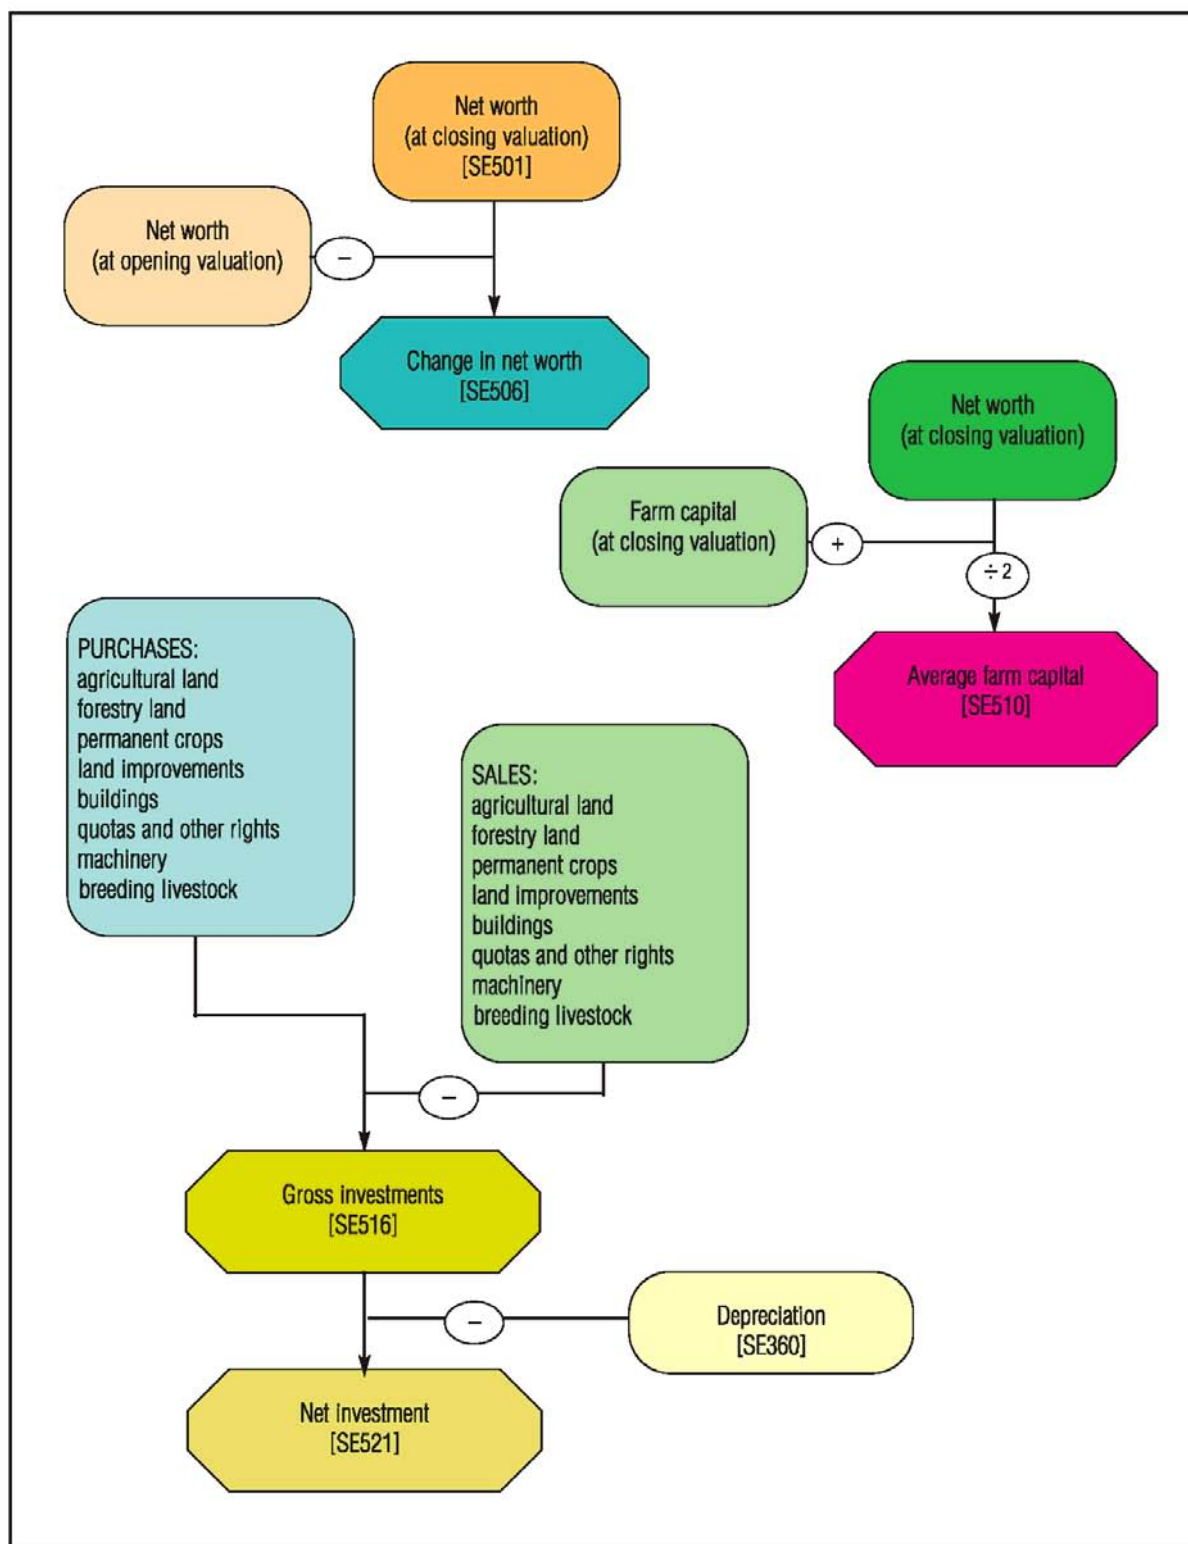 Net worth
(at closing valuation)
[SE501]
Net worth
(at opening valuation)
−
Change in net worth
[SE506]
Net worth
(at closing valuation)
Farm capital
(at closing valuation)
+
÷2
Average farm capital
[SE510]
PURCHASES:
agricultural land
forestry land
permanent crops
land improvements
buildings
quotas and other rights
machinery
breeding livestock
SALES:
agricultural land
forestry land
permanent crops
land improvements
buildings
quotas and other rights
machinery
breeding livestock
−
Gross investments
[SE516]
−
Depreciation
[SE360]
Net investment
[SE521]